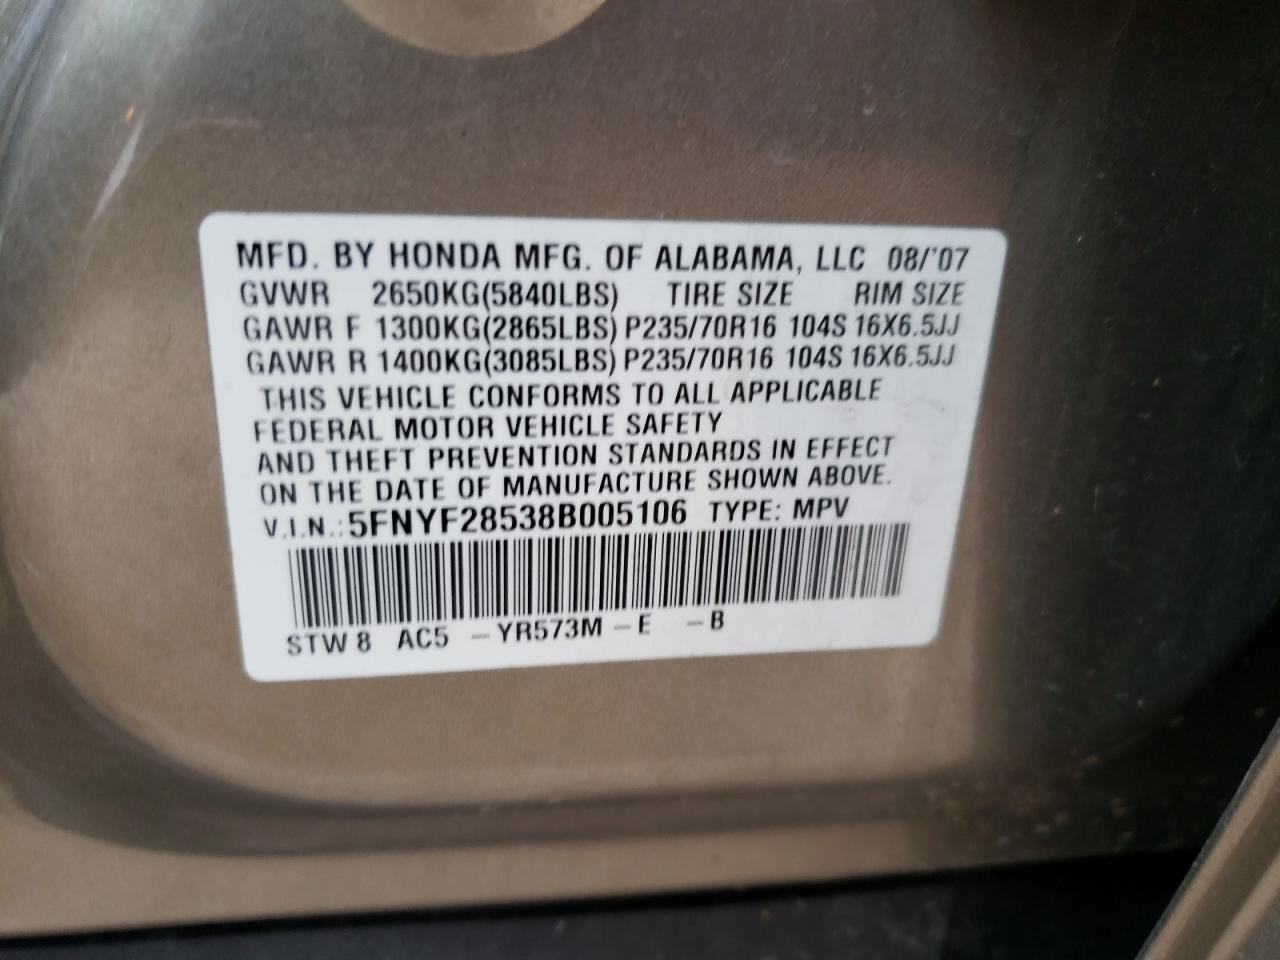 MFD. BY HONDA MFG. OF ALABAMA, LLC 08/'07
GVWR 2650KG(5840LBS) TIRE SIZE RIM SIZE
GAWR F 1300KG(2865LBS) P235/70R16 104S 16X6.5JJ
GAWR R 1400KG(3085LBS) P235/70R16 104S 16X6.5JJ
THIS VEHICLE CONFORMS TO ALL APPLICABLE
FEDERAL MOTOR VEHICLE SAFETY
AND THEFT PREVENTION STANDARDS IN EFFECT
ON THE DATE OF MANUFACTURE SHOWN ABOVE.
V.I.N.: 5FNYF28538B005106 TYPE: MPV
STW 8 AC5 - YR573M - E - B